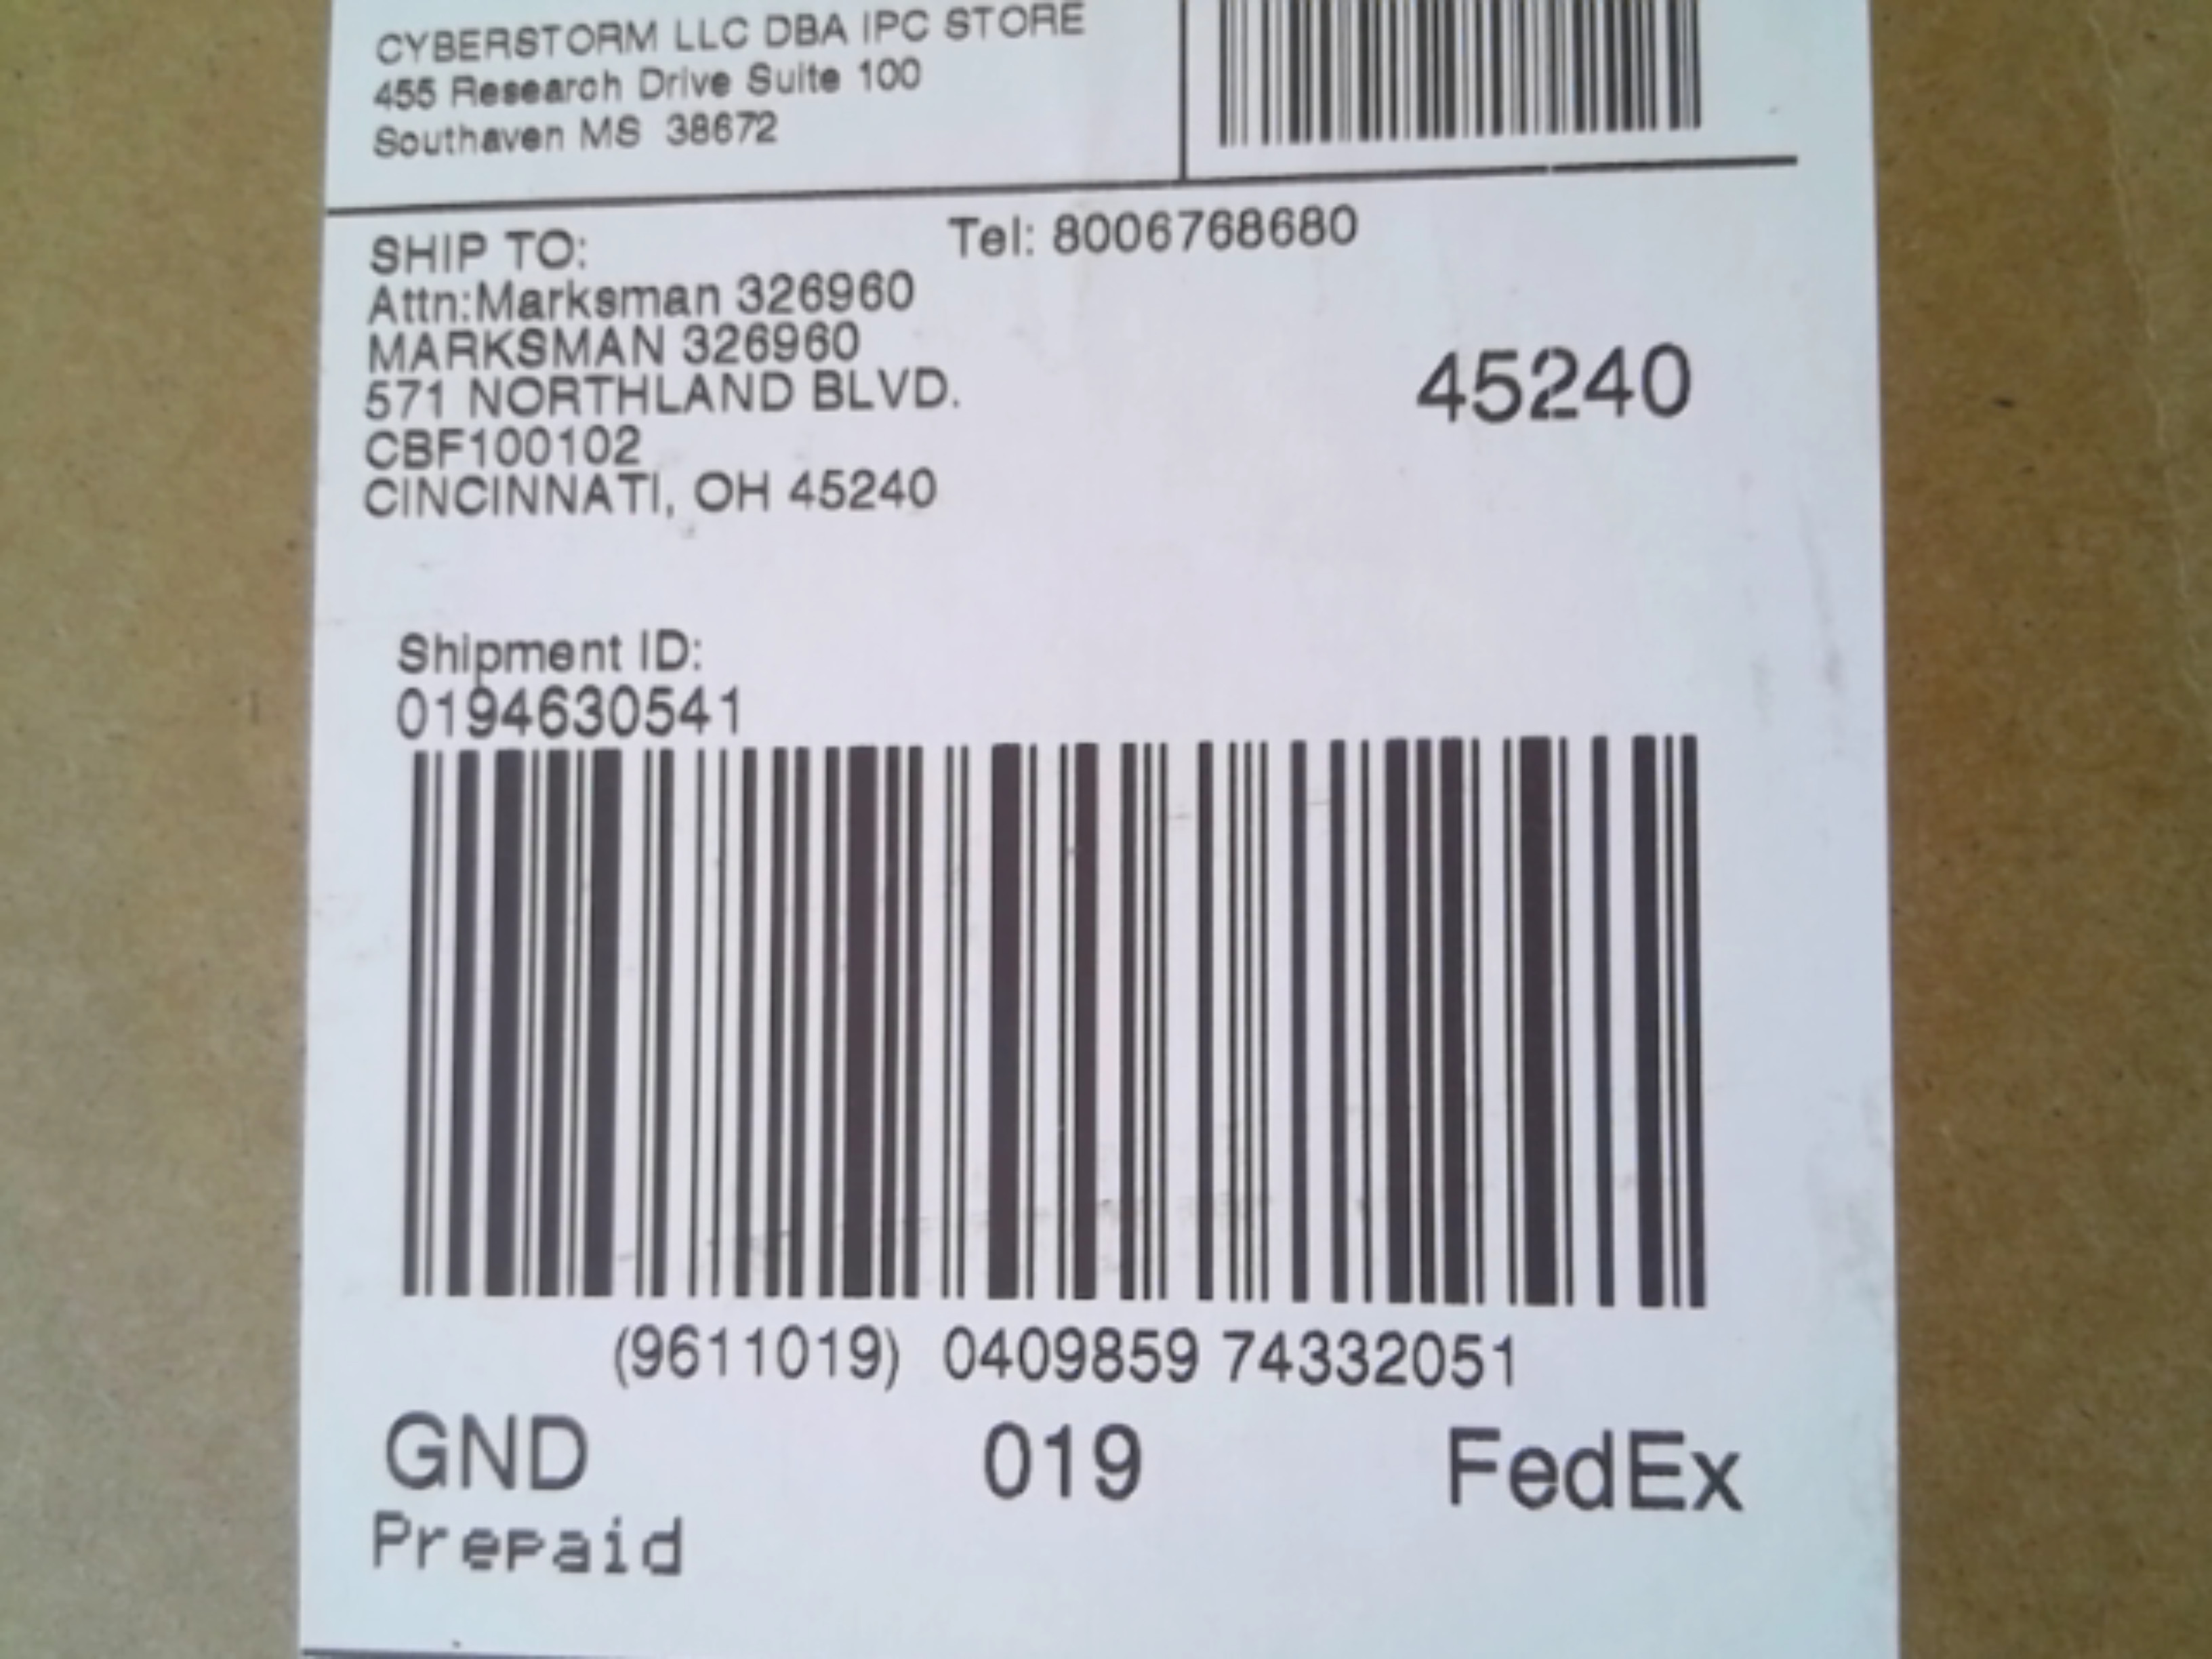 CYBERSTORM LLC DBA IPC STORE
455 Research Drive Suite 100
Southaven MS 38672
SHIP TO: Tel: 8006768680
Attn:Marksman 326960
MARKSMAN 326960
571 NORTHLAND BLVD.
45240
CBF100102
CINCINNATI, OH 45240
Shipment ID:
0194630541
(9611019) 0409859 74332051
GND 019 FedEx
Prepaid